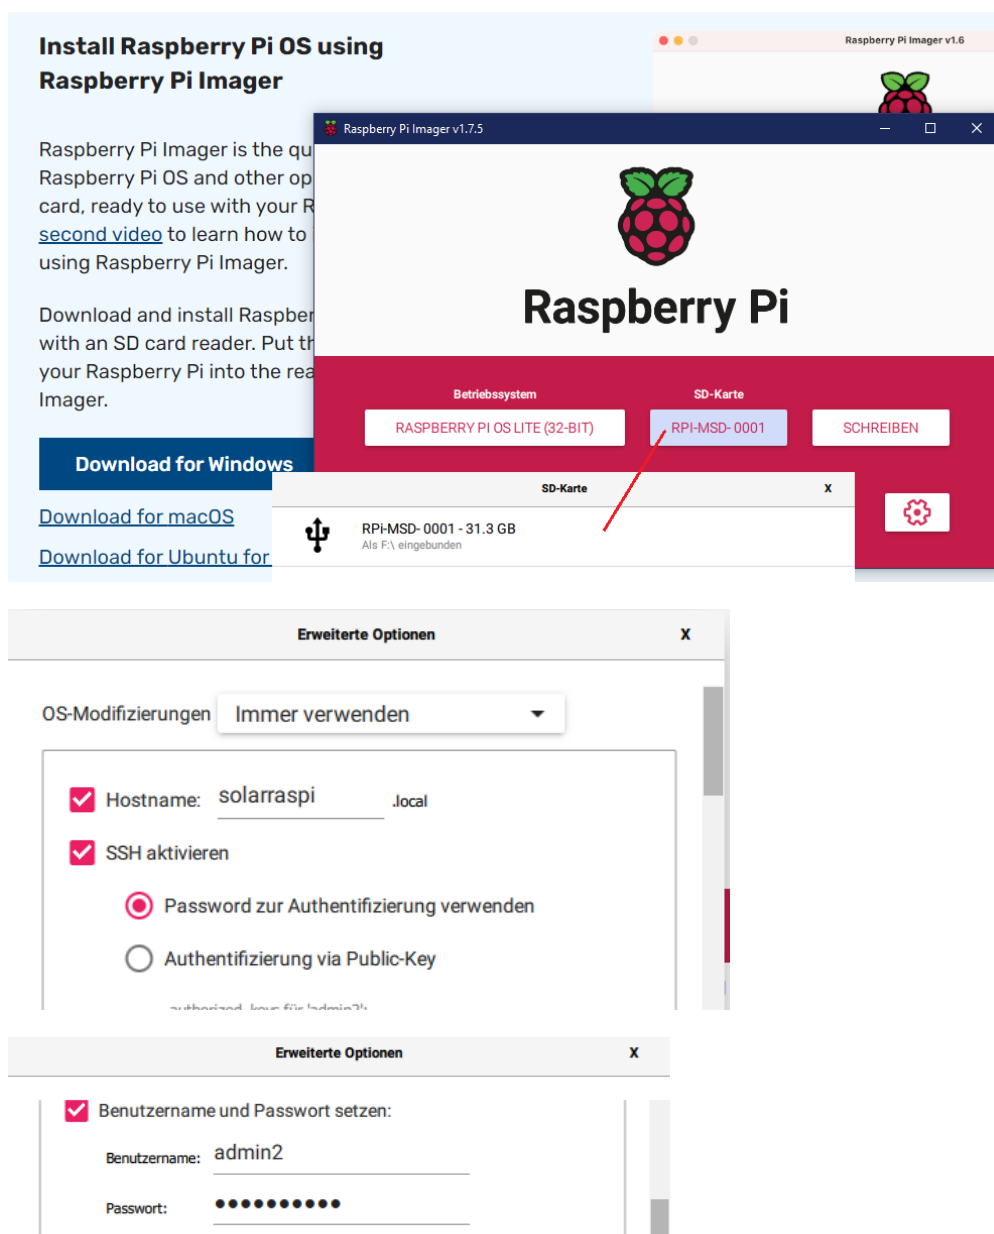 Install Raspberry Pi OS using
Raspberry Pi Imager
Raspberry Pi Imager v1.6
Raspberry Pi Imager v1.7.5
Raspberry Pi Imager is the qu
Raspberry Pi OS and other op
card, ready to use with your R
second video to learn how to
using Raspberry Pi Imager.
Download and install Raspber
with an SD card reader. Put th
your Raspberry Pi into the rea
Imager.
Download for Windows
Download for macOS
Download for Ubuntu for
Raspberry Pi
Betriebssystem
SD-Karte
RASPBERRY PI OS LITE (32-BIT)
RPI-MSD- 0001
SCHREIBEN
SD-Karte
X
RPi-MSD- 0001 - 31.3 GB
Als F:\ eingebunden
Erweiterte Optionen
X
OS-Modifizierungen Immer verwenden
Hostname: solarraspi .local
SSH aktivieren
Password zur Authentifizierung verwenden
Authentifizierung via Public-Key
authorized_keys für 'admin2':
Erweiterte Optionen
X
Benutzername und Passwort setzen:
Benutzername: admin2
Passwort: ●●●●●●●●●●